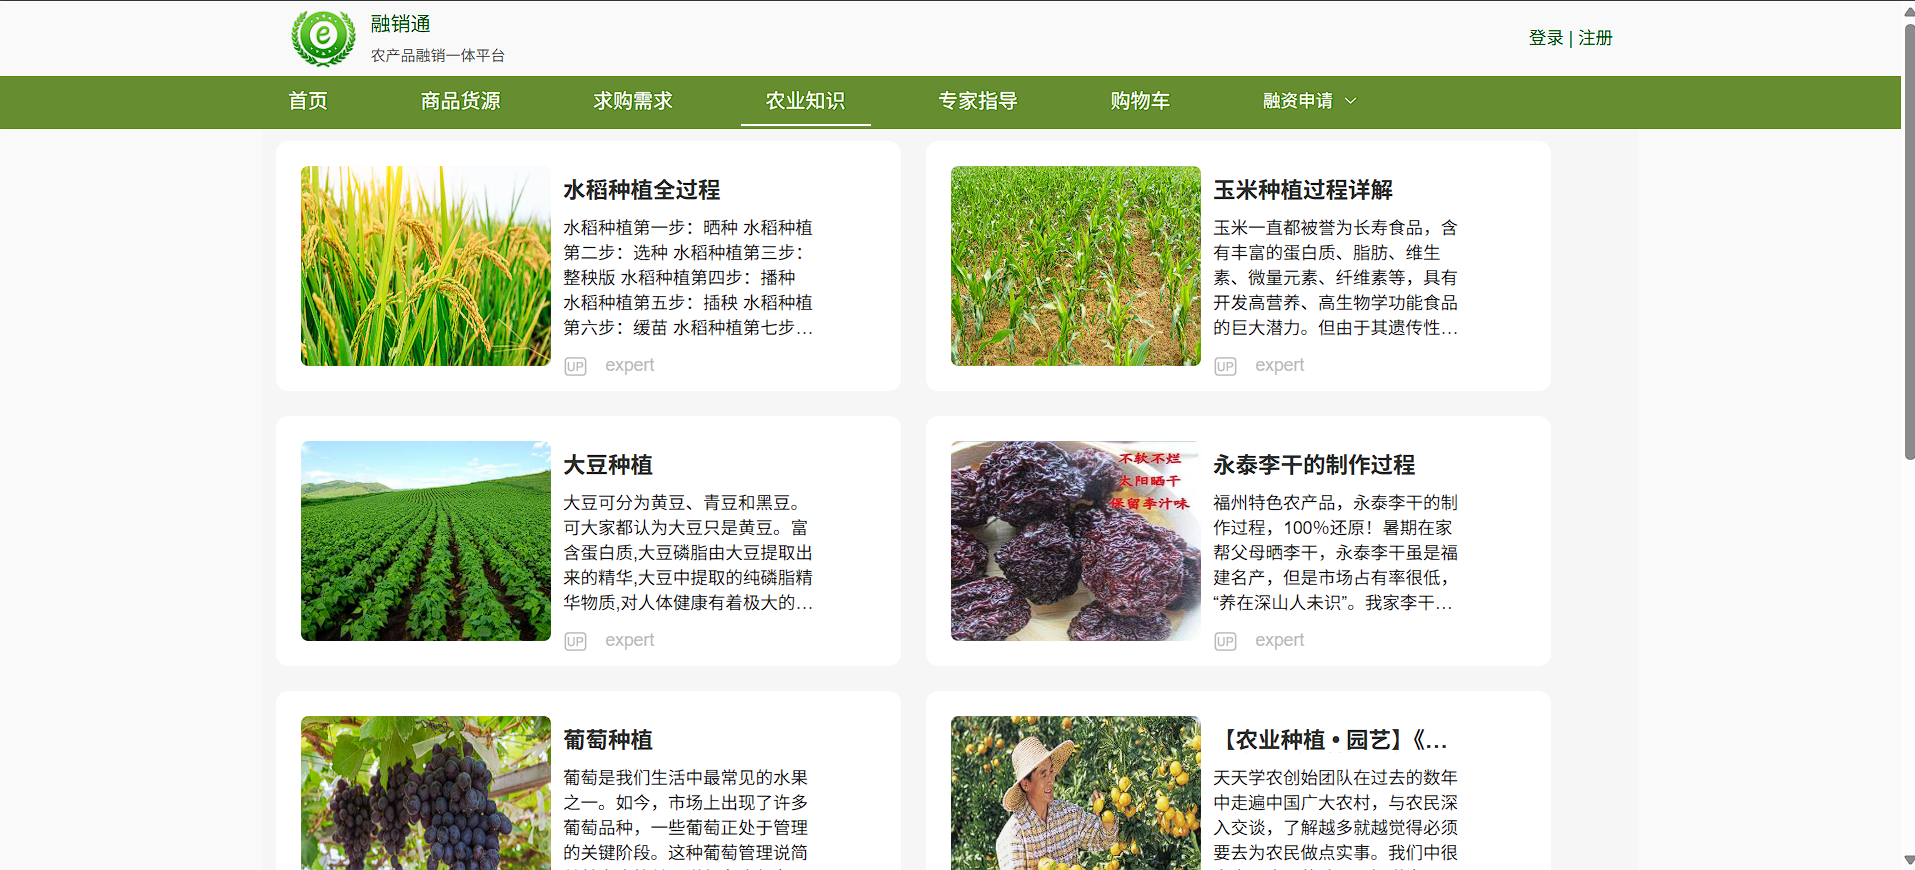 融销通
农产品融销一体平台
登录 | 注册
首页
商品货源
求购需求
农业知识
专家指导
购物车
融资申请
水稻种植全过程
水稻种植第一步：晒种 水稻种植
第二步：选种 水稻种植第三步：
整秧版 水稻种植第四步：播种
水稻种植第五步：插秧 水稻种植
第六步：缓苗 水稻种植第七步…
UP expert
玉米种植过程详解
玉米一直都被誉为长寿食品，含
有丰富的蛋白质、脂肪、维生
素、微量元素、纤维素等，具有
开发高营养、高生物学功能食品
的巨大潜力。但由于其遗传性…
UP expert
大豆种植
大豆可分为黄豆、青豆和黑豆。
可大家都认为大豆只是黄豆。富
含蛋白质,大豆磷脂由大豆提取出
来的精华,大豆中提取的纯磷脂精
华物质,对人体健康有着极大的…
UP expert
不软不烂
太阳晒干
保留李汁味
永泰李干的制作过程
福州特色农产品，永泰李干的制
作过程，100%还原！暑期在家
帮父母晒李干，永泰李干虽是福
建名产，但是市场占有率很低，
“养在深山人未识”。我家李干…
UP expert
葡萄种植
葡萄是我们生活中最常见的水果
之一。如今，市场上出现了许多
葡萄品种，一些葡萄正处于管理
的关键阶段。这种葡萄管理说简
【农业种植•园艺】《…
天天学农创始团队在过去的数年
中走遍中国广大农村，与农民深
入交谈，了解越多就越觉得必须
要去为农民做点实事。我们中很